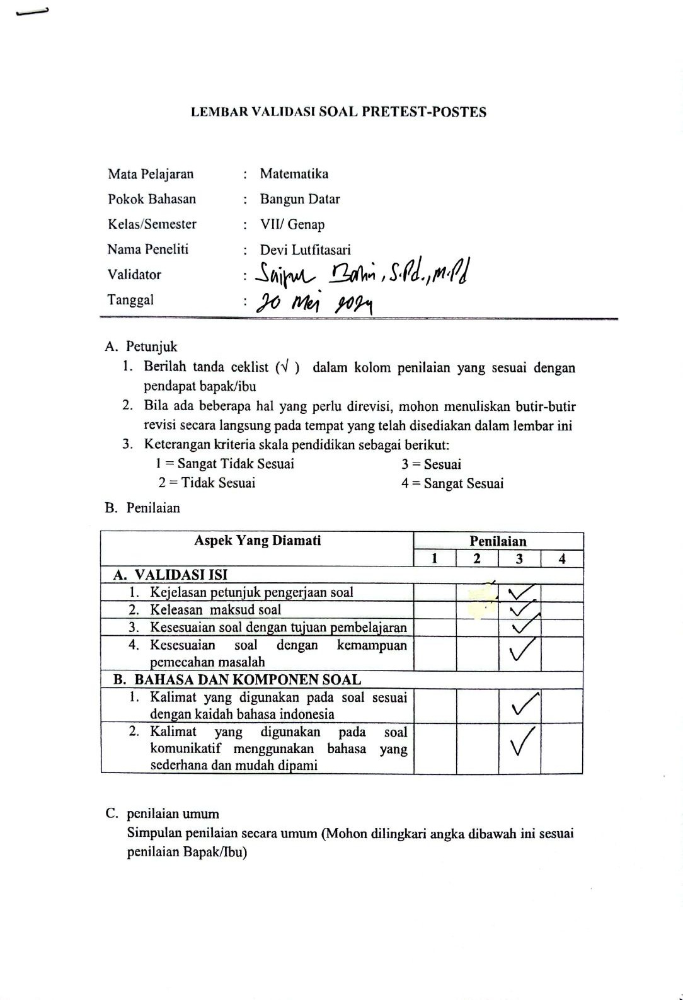 LEMBAR VALIDASI SOAL PRETEST-POSTES
Mata Pelajaran : Matematika
Pokok Bahasan : Bangun Datar
Kelas/Semester : VII/ Genap
Nama Peneliti : Devi Lutfitasari
Validator : Saipul Bahri, S.Pd., M.Pd
Tanggal : 20 Mei 2024
A. Petunjuk
1. Berilah tanda ceklist (√ ) dalam kolom penilaian yang sesuai dengan
pendapat bapak/ibu
2. Bila ada beberapa hal yang perlu direvisi, mohon menuliskan butir-butir
revisi secara langsung pada tempat yang telah disediakan dalam lembar ini
3. Keterangan kriteria skala pendidikan sebagai berikut:
1 = Sangat Tidak Sesuai 3 = Sesuai
2 = Tidak Sesuai 4 = Sangat Sesuai
B. Penilaian
Aspek Yang Diamati Penilaian
1 2 3 4
A. VALIDASI ISI
1. Kejelasan petunjuk pengerjaan soal ✓
2. Keleasan maksud soal ✓
3. Kesesuaian soal dengan tujuan pembelajaran ✓
4. Kesesuaian soal dengan kemampuan ✓
pemecahan masalah
B. BAHASA DAN KOMPONEN SOAL
1. Kalimat yang digunakan pada soal sesuai ✓
dengan kaidah bahasa indonesia
2. Kalimat yang digunakan pada soal ✓
komunikatif menggunakan bahasa yang
sederhana dan mudah dipami
C. penilaian umum
Simpulan penilaian secara umum (Mohon dilingkari angka dibawah ini sesuai
penilaian Bapak/Ibu)